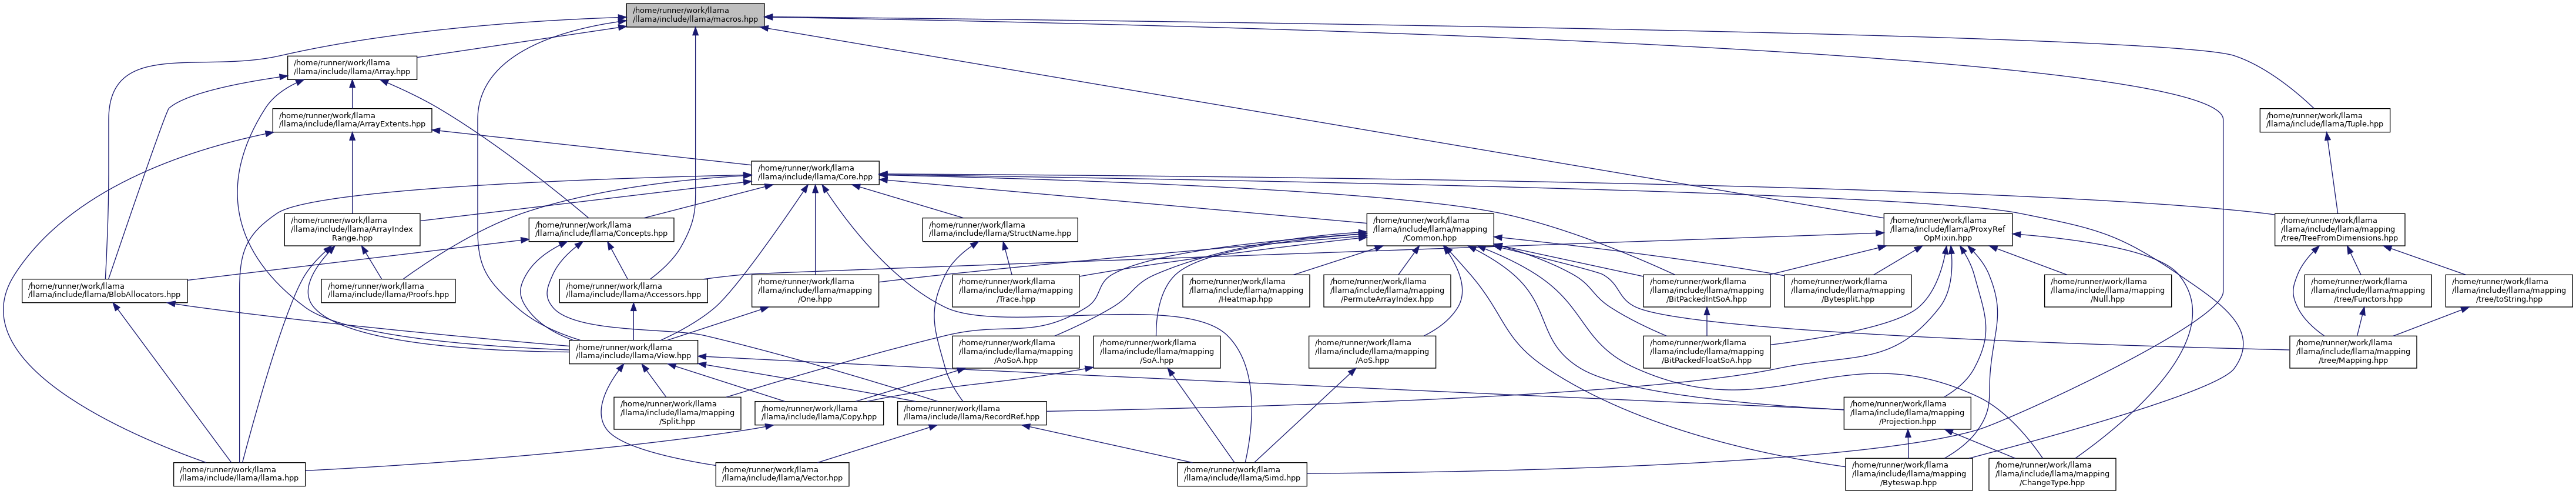 /home/runner/work/llama
/llama/include/llama/macros.hpp
/home/runner/work/llama
/llama/include/llama/Array.hpp
/home/runner/work/llama
/llama/include/llama/ArrayExtents.hpp
/home/runner/work/llama
/llama/include/llama/Tuple.hpp
/home/runner/work/llama
/llama/include/llama/Core.hpp
/home/runner/work/llama
/llama/include/llama/ArrayIndex
Range.hpp
/home/runner/work/llama
/llama/include/llama/Concepts.hpp
/home/runner/work/llama
/llama/include/llama/StructName.hpp
/home/runner/work/llama
/llama/include/llama/mapping
/Common.hpp
/home/runner/work/llama
/llama/include/llama/ProxyRef
OpMixin.hpp
/home/runner/work/llama
/llama/include/llama/mapping
/tree/TreeFromDimensions.hpp
/home/runner/work/llama
/llama/include/llama/BlobAllocators.hpp
/home/runner/work/llama
/llama/include/llama/Proofs.hpp
/home/runner/work/llama
/llama/include/llama/Accessors.hpp
/home/runner/work/llama
/llama/include/llama/mapping
/One.hpp
/home/runner/work/llama
/llama/include/llama/mapping
/Trace.hpp
/home/runner/work/llama
/llama/include/llama/mapping
/Heatmap.hpp
/home/runner/work/llama
/llama/include/llama/mapping
/PermuteArrayIndex.hpp
/home/runner/work/llama
/llama/include/llama/mapping
/BitPackedIntSoA.hpp
/home/runner/work/llama
/llama/include/llama/mapping
/Bytesplit.hpp
/home/runner/work/llama
/llama/include/llama/mapping
/Null.hpp
/home/runner/work/llama
/llama/include/llama/mapping
/tree/Functors.hpp
/home/runner/work/llama
/llama/include/llama/mapping
/tree/toString.hpp
/home/runner/work/llama
/llama/include/llama/View.hpp
/home/runner/work/llama
/llama/include/llama/mapping
/AoSoA.hpp
/home/runner/work/llama
/llama/include/llama/mapping
/SoA.hpp
/home/runner/work/llama
/llama/include/llama/mapping
/AoS.hpp
/home/runner/work/llama
/llama/include/llama/mapping
/BitPackedFloatSoA.hpp
/home/runner/work/llama
/llama/include/llama/mapping
/tree/Mapping.hpp
/home/runner/work/llama
/llama/include/llama/mapping
/Split.hpp
/home/runner/work/llama
/llama/include/llama/Copy.hpp
/home/runner/work/llama
/llama/include/llama/RecordRef.hpp
/home/runner/work/llama
/llama/include/llama/mapping
/Projection.hpp
/home/runner/work/llama
/llama/include/llama/llama.hpp
/home/runner/work/llama
/llama/include/llama/Vector.hpp
/home/runner/work/llama
/llama/include/llama/Simd.hpp
/home/runner/work/llama
/llama/include/llama/mapping
/Byteswap.hpp
/home/runner/work/llama
/llama/include/llama/mapping
/ChangeType.hpp